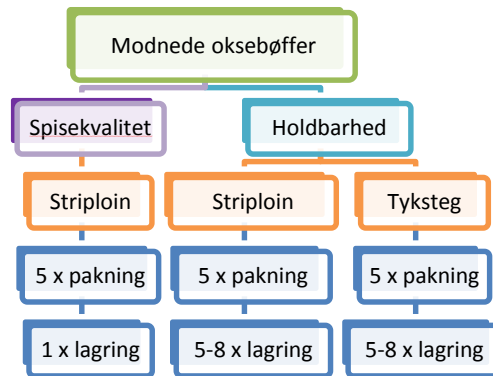 Modnede oksebøffer
Spisekvalitet
Holdbarhed
Striploin
Striploin
Tyksteg
5 x pakning
5 x pakning
5 x pakning
1 x lagring
5-8 x lagring
5-8 x lagring